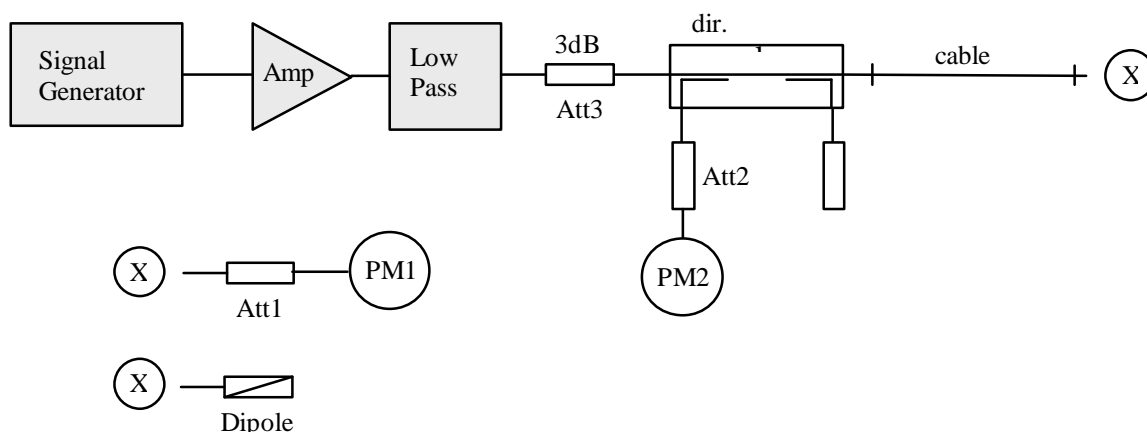 Signal
Generator
Amp
Low
Pass
3dB
Att3
dir.
cable
X
Att2
PM2
X
Att1
PM1
X
Dipole